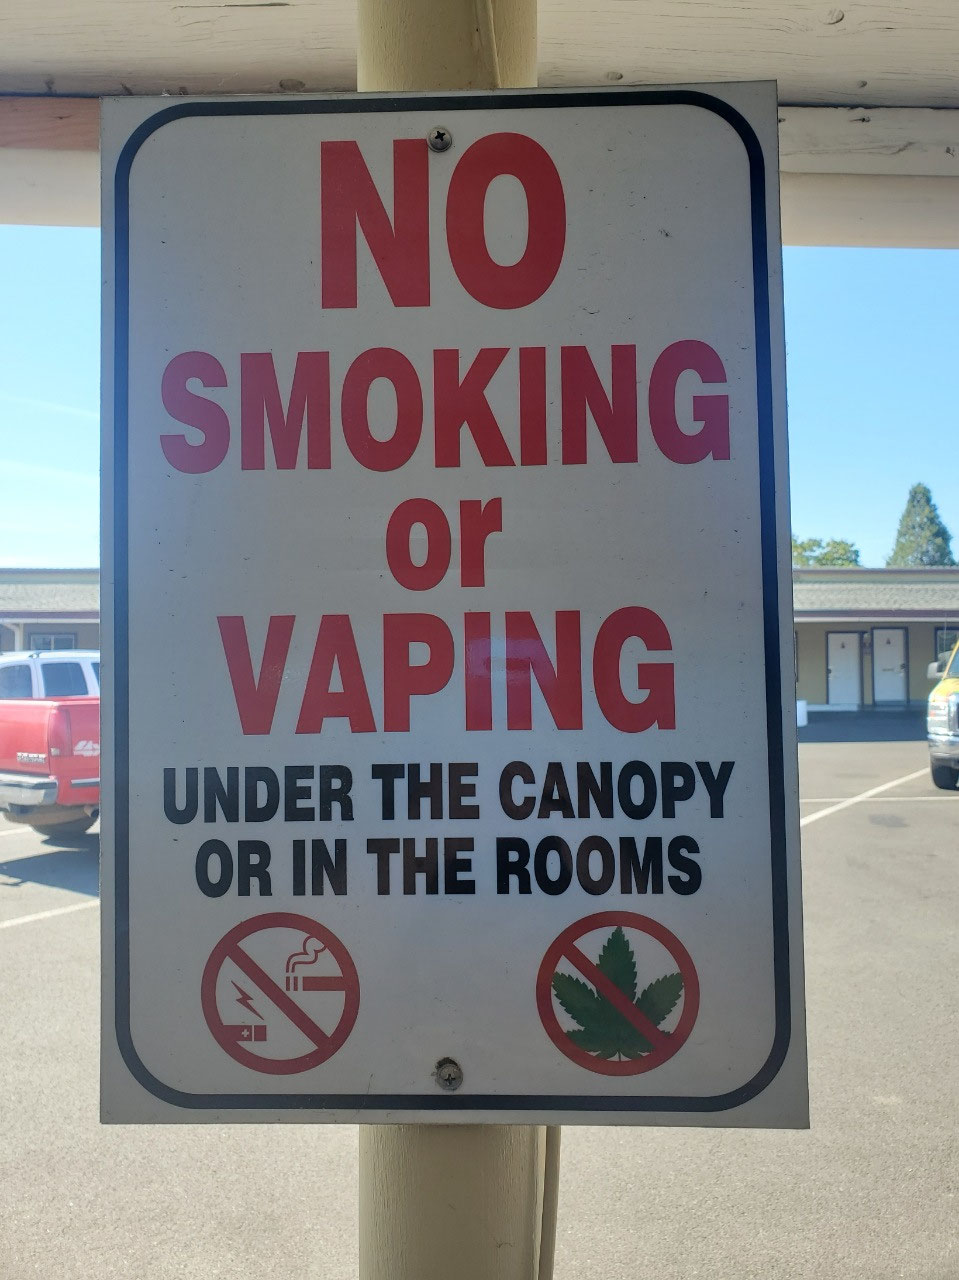 NO
SMOKING
or
VAPING
UNDER THE CANOPY
OR IN THE ROOMS